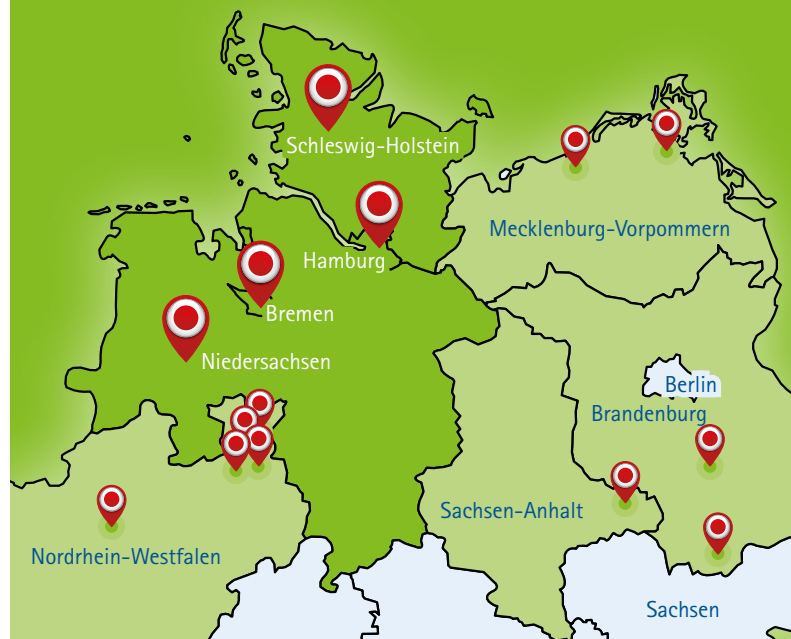 Schleswig-Holstein
Mecklenburg-Vorpommern
Hamburg
Bremen
Niedersachsen
Berlin
Brandenburg
Sachsen-Anhalt
Nordrhein-Westfalen
Sachsen